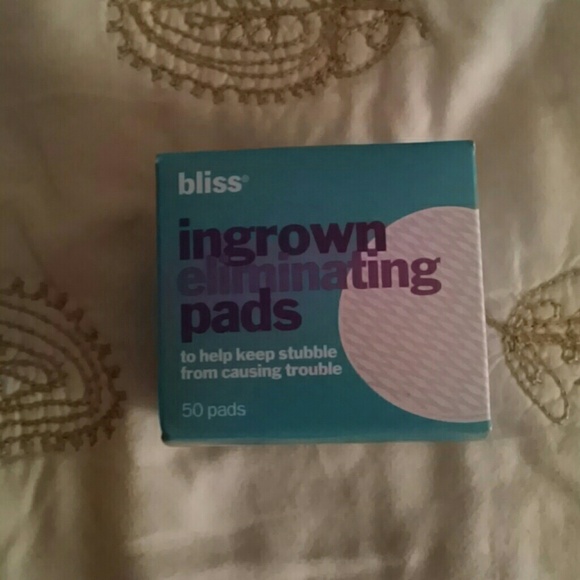 bliss®
ingrown
eliminating
pads
to help keep stubble
from causing trouble
50 pads